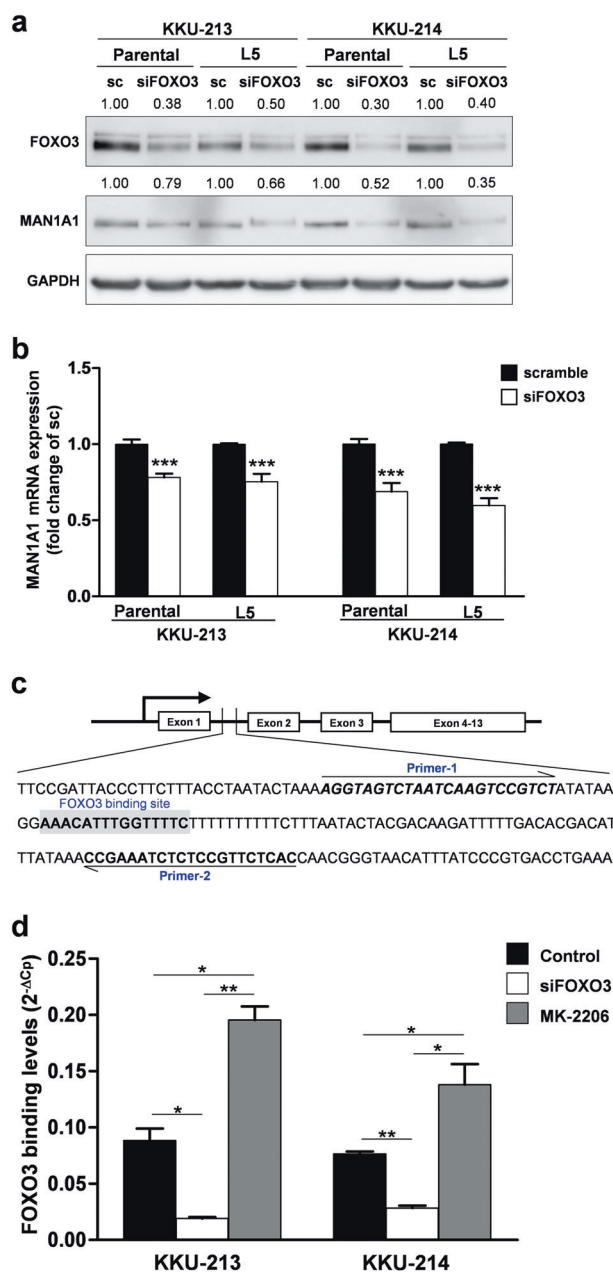 a
KKU-213 KKU-214
Parental L5 Parental L5
sc siFOXO3 sc siFOXO3 sc siFOXO3 sc siFOXO3
1.00 0.38 1.00 0.50 1.00 0.30 1.00 0.40
FOXO3
1.00 0.79 1.00 0.66 1.00 0.52 1.00 0.35
MAN1A1
GAPDH
b
MAN1A1 mRNA expression
(fold change of sc)
1.5
1.0
0.5
0.0
scramble
siFOXO3
*** *** *** ***
Parental L5 Parental L5
KKU-213 KKU-214
c
Exon 1 Exon 2 Exon 3 Exon 4-13
Primer-1
TTCCGATTACCCTTCTTTACCTAATACTAAAAGGTAGTCTAATCAAGTCCGTCTATATAA
FOXO3 binding site
GGAAACATTTGGTTTTCTTTTTTTTTTCTTTAATACTACGACAAGATTTTTGACACGACAT
TTATAAACCGAAATCTCTCCGTTCTCACCAACGGGTAACATTTATCCCGTGACCTGAAA
Primer-2
d
FOXO3 binding levels (2-ΔCp)
0.25
0.20
0.15
0.10
0.05
0.00
Control
siFOXO3
MK-2206
* ** * * * **
KKU-213 KKU-214